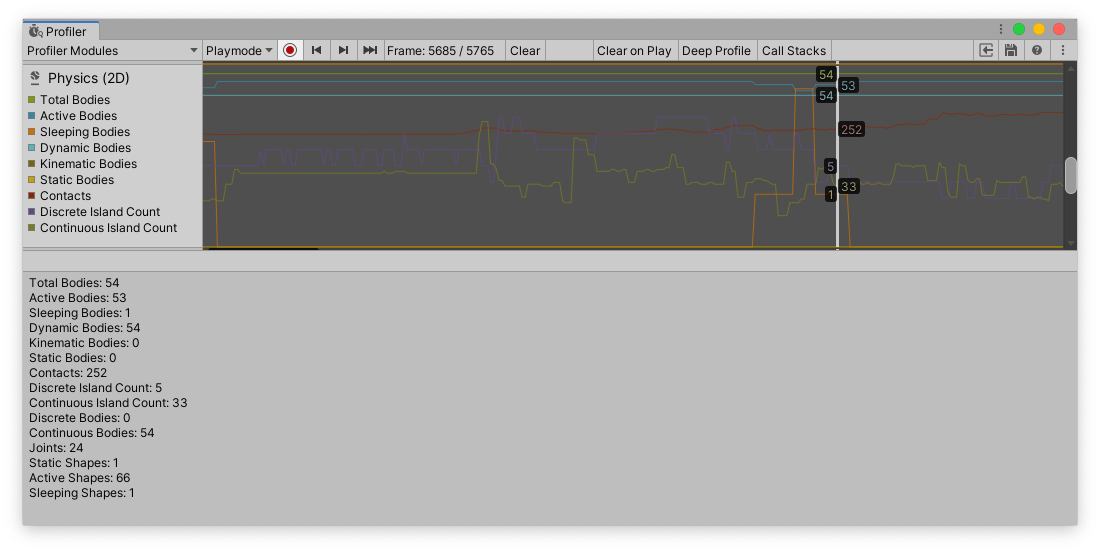 Profiler
Profiler Modules Playmode Frame: 5685 / 5765 Clear Clear on Play Deep Profile Call Stacks
Physics (2D)
Total Bodies
Active Bodies
Sleeping Bodies
Dynamic Bodies
Kinematic Bodies
Static Bodies
Contacts
Discrete Island Count
Continuous Island Count
54
53
54
252
5
33
1
Total Bodies: 54
Active Bodies: 53
Sleeping Bodies: 1
Dynamic Bodies: 54
Kinematic Bodies: 0
Static Bodies: 0
Contacts: 252
Discrete Island Count: 5
Continuous Island Count: 33
Discrete Bodies: 0
Continuous Bodies: 54
Joints: 24
Static Shapes: 1
Active Shapes: 66
Sleeping Shapes: 1